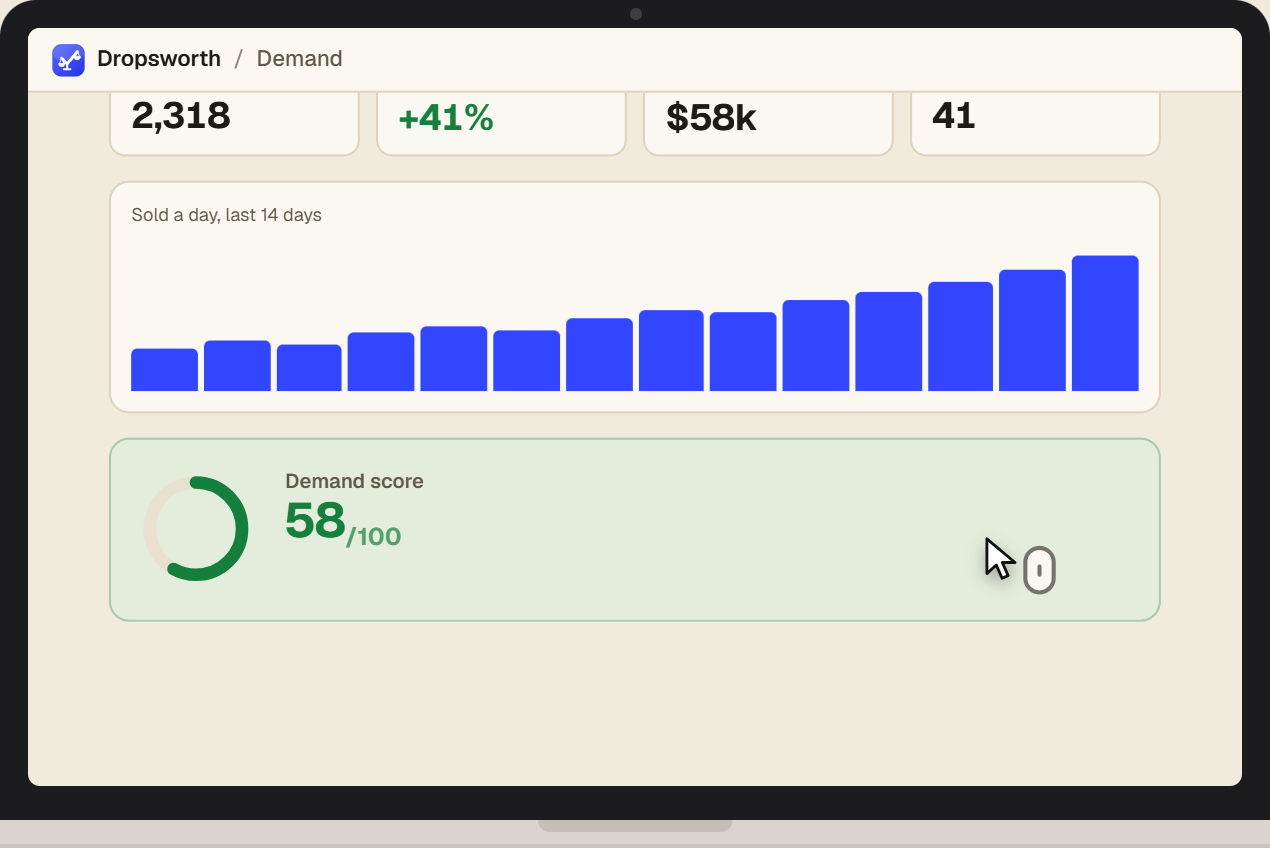 Dropsworth / Demand
2,318
+41%
$58k
41
Sold a day, last 14 days
Demand score
58/100